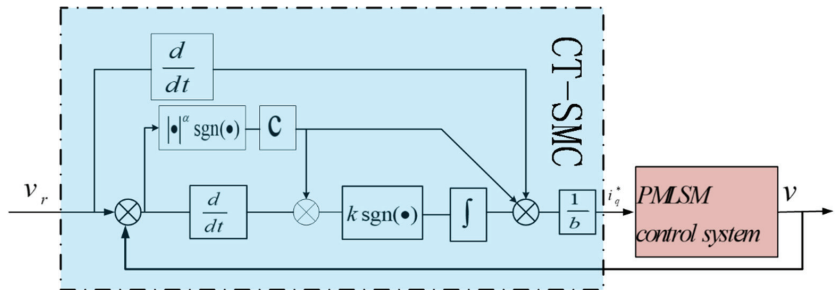 d
dt
CT-SMC
|•|^α sgn(•)
C
v_r
d
dt
k sgn(•)
∫
1
b
i_q^*
PMLSM
control system
v